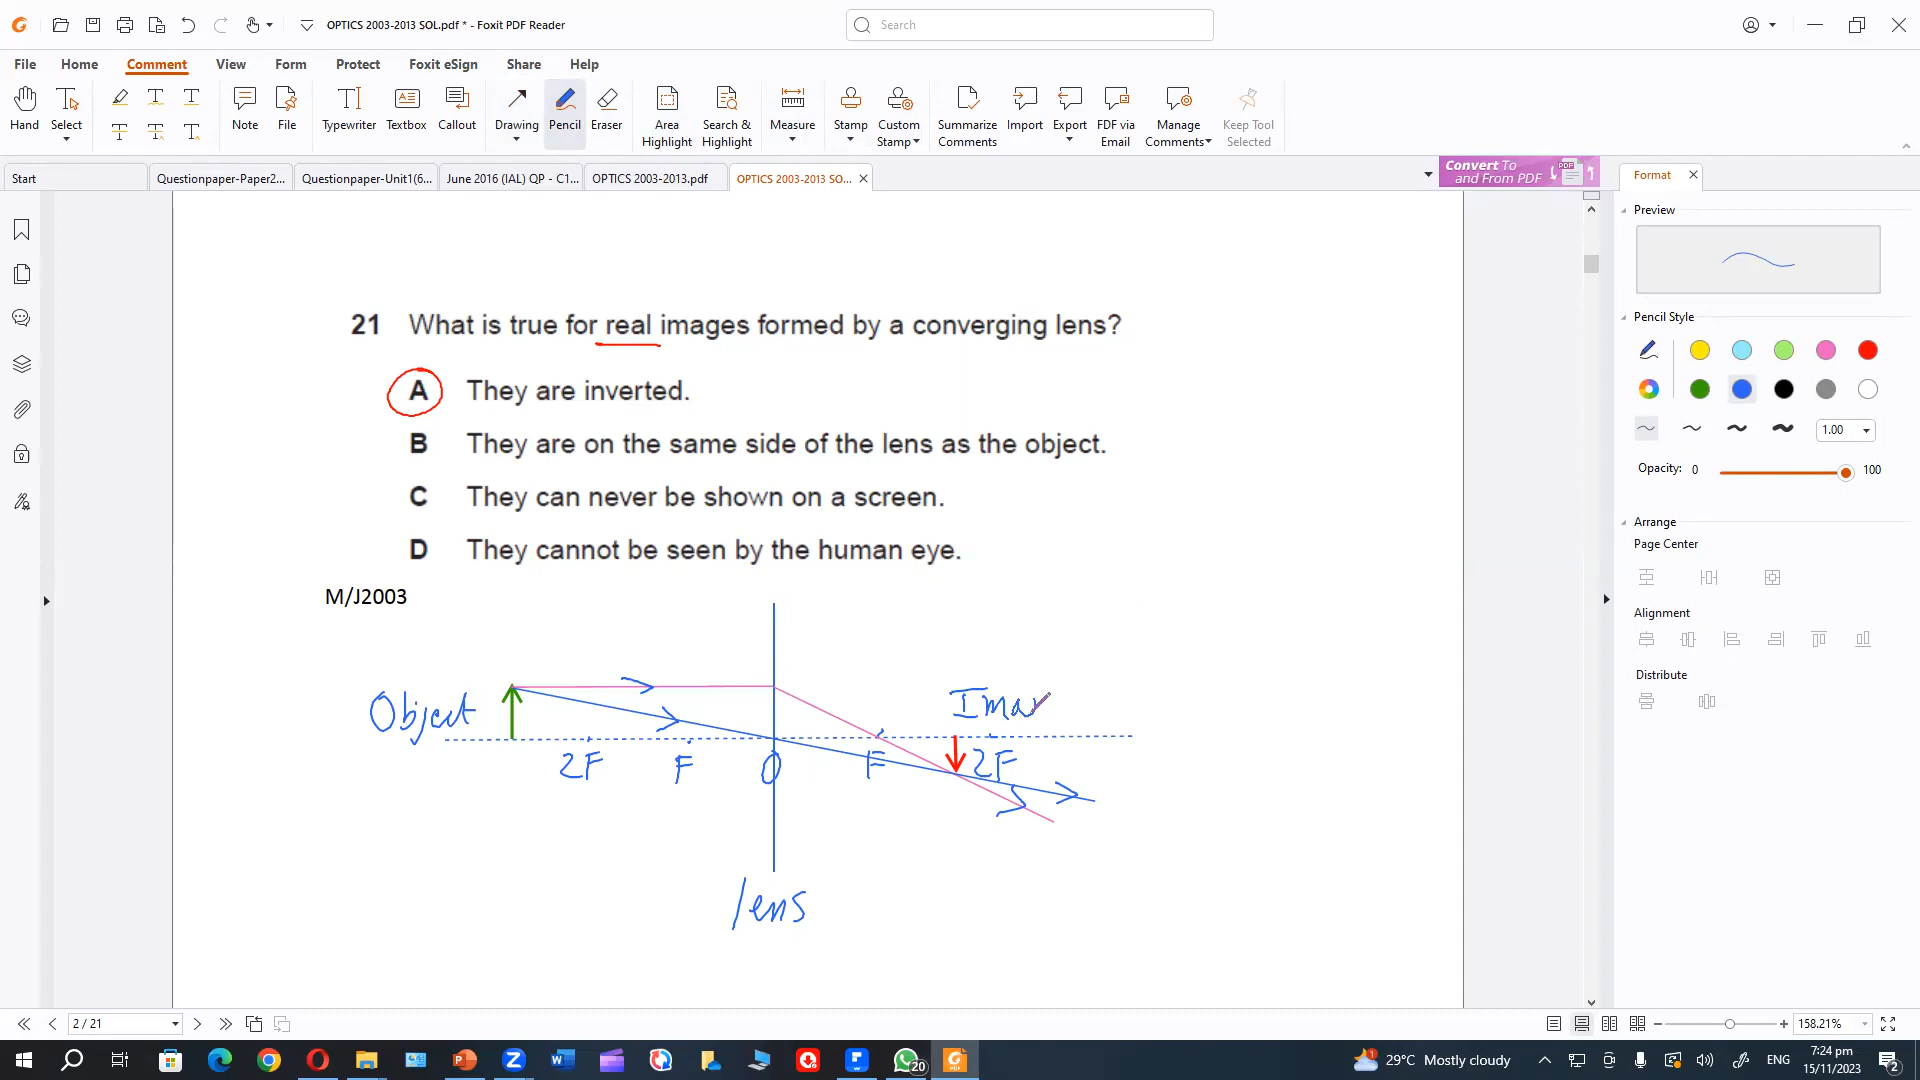 OPTICS 2003-2013 SOL.pdf * - Foxit PDF Reader
Search
File Home Comment View Form Protect Foxit eSign Share Help
Hand Select Note File Typewriter Textbox Callout Drawing Pencil Eraser Area Highlight Search & Highlight Measure Stamp Custom Stamp Summarize Comments Import Export FDF via Email Manage Comments Keep Tool Selected
Start Questionpaper-Paper2... Questionpaper-Unit1(6... June 2016 (IAL) QP - C1... OPTICS 2003-2013.pdf OPTICS 2003-2013 SO...
Convert To and From PDF
PDF
21 What is true for real images formed by a converging lens?
A They are inverted.
B They are on the same side of the lens as the object.
C They can never be shown on a screen.
D They cannot be seen by the human eye.
M/J2003
Object
Ima
2F F O F 2F
lens
Format
Preview
Pencil Style
1.00
Opacity: 0 100
Arrange
Page Center
Alignment
Distribute
2 / 21
158.21%
20
29°C Mostly cloudy
ENG
7:24 pm
15/11/2023
2